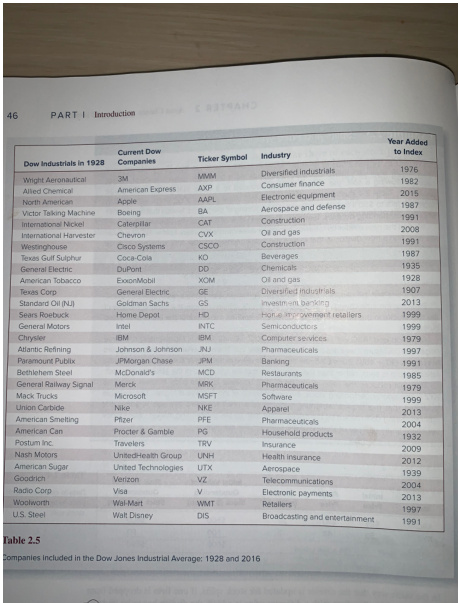 46 PART I Introduction
Dow Industrials in 1928 Current Dow Companies Ticker Symbol Industry Year Added to Index
Wright Aeronautical 3M MMM Diversified industrials 1976
Allied Chemical American Express AXP Consumer finance 1982
North American Apple AAPL Electronic equipment 2015
Victor Talking Machine Boeing BA Aerospace and defense 1987
International Nickel Caterpillar CAT Construction 1991
International Harvester Chevron CVX Oil and gas 2008
Westinghouse Cisco Systems CSCO Construction 1991
Texas Gulf Sulphur Coca-Cola KO Beverages 1987
General Electric DuPont DD Chemicals 1935
American Tobacco ExxonMobil XOM Oil and gas 1928
Texas Corp General Electric GE Diversified industrials 1907
Standard Oil (NJ) Goldman Sachs GS Investment banking 2013
Sears Roebuck Home Depot HD Home improvement retailers 1999
General Motors Intel INTC Semiconductors 1999
Chrysler IBM IBM Computer services 1979
Atlantic Refining Johnson & Johnson JNJ Pharmaceuticals 1997
Paramount Publix JPMorgan Chase JPM Banking 1991
Bethlehem Steel McDonald's MCD Restaurants 1985
General Railway Signal Merck MRK Pharmaceuticals 1979
Mack Trucks Microsoft MSFT Software 1999
Union Carbide Nike NKE Apparel 2013
American Smelting Pfizer PFE Pharmaceuticals 2004
American Can Procter & Gamble PG Household products 1932
Postum Inc. Travelers TRV Insurance 2009
Nash Motors UnitedHealth Group UNH Health insurance 2012
American Sugar United Technologies UTX Aerospace 1939
Goodrich Verizon VZ Telecommunications 2004
Radio Corp Visa V Electronic payments 2013
Woolworth Wal-Mart WMT Retailers 1997
U.S. Steel Walt Disney DIS Broadcasting and entertainment 1991
Table 2.5
Companies included in the Dow Jones Industrial Average: 1928 and 2016